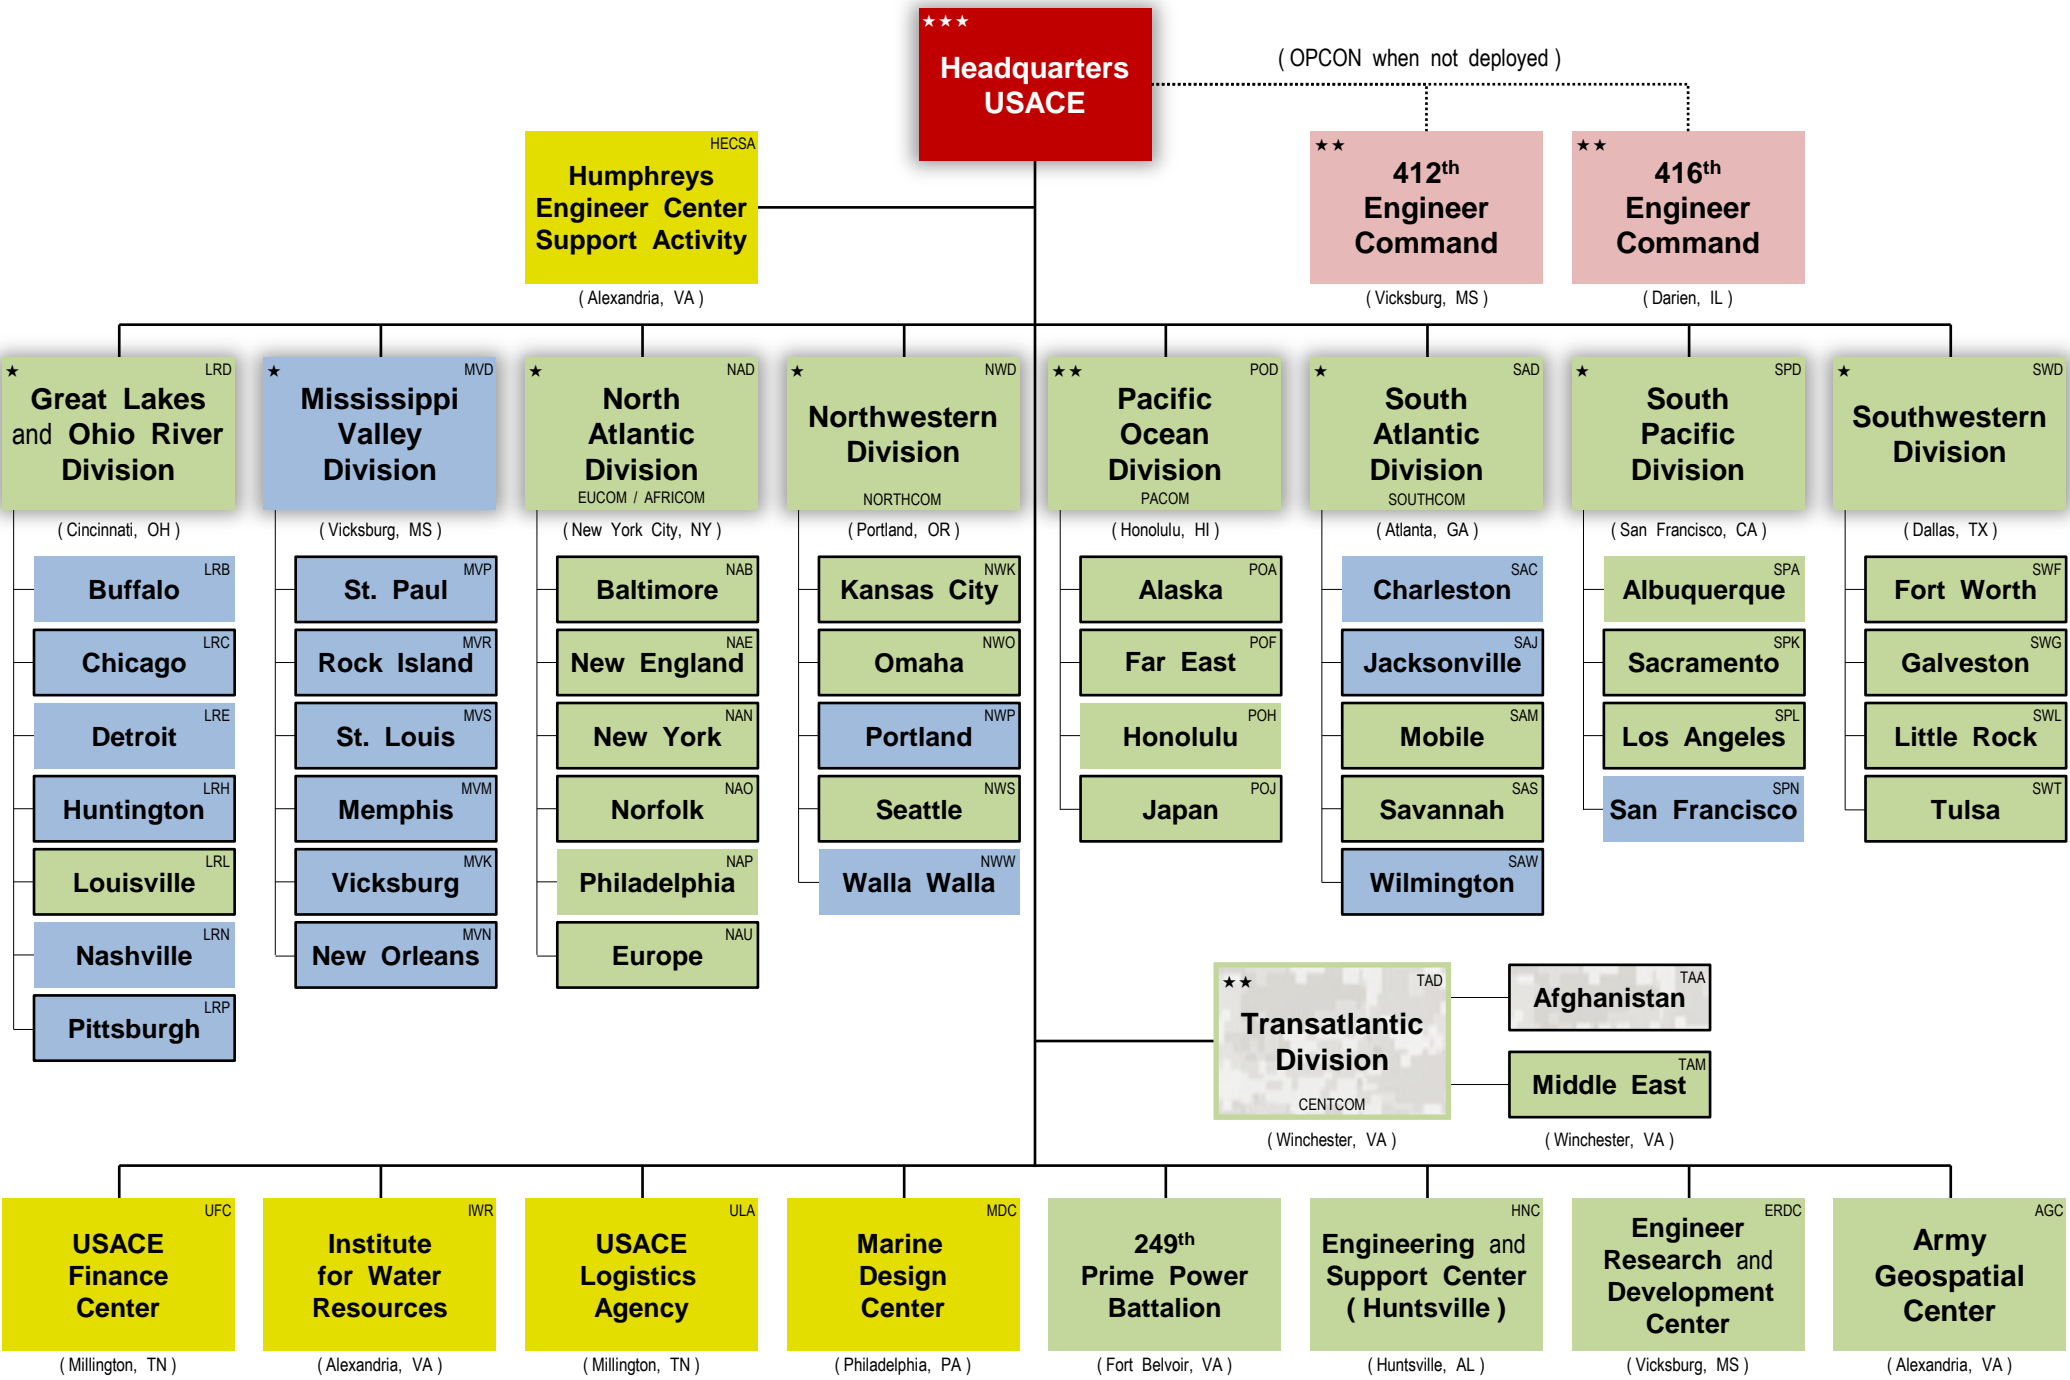 ★★★
Headquarters
USACE
( OPCON when not deployed )
HECSA
Humphreys
Engineer Center
Support Activity
( Alexandria, VA )
★★
412th
Engineer
Command
( Vicksburg, MS )
★★
416th
Engineer
Command
( Darien, IL )
★ LRD
Great Lakes
and Ohio River
Division
( Cincinnati, OH )
LRB
Buffalo
LRC
Chicago
LRE
Detroit
LRH
Huntington
LRL
Louisville
LRN
Nashville
LRP
Pittsburgh
★ MVD
Mississippi
Valley
Division
( Vicksburg, MS )
MVP
St. Paul
MVR
Rock Island
MVS
St. Louis
MVM
Memphis
MVK
Vicksburg
MVN
New Orleans
★ NAD
North
Atlantic
Division
EUCOM / AFRICOM
( New York City, NY )
NAB
Baltimore
NAE
New England
NAN
New York
NAO
Norfolk
NAP
Philadelphia
NAU
Europe
★ NWD
Northwestern
Division
NORTHCOM
( Portland, OR )
NWK
Kansas City
NWO
Omaha
NWP
Portland
NWS
Seattle
NWW
Walla Walla
★★ POD
Pacific
Ocean
Division
PACOM
( Honolulu, HI )
POA
Alaska
POF
Far East
POH
Honolulu
POJ
Japan
★ SAD
South
Atlantic
Division
SOUTHCOM
( Atlanta, GA )
SAC
Charleston
SAJ
Jacksonville
SAM
Mobile
SAS
Savannah
SAW
Wilmington
★ SPD
South
Pacific
Division
( San Francisco, CA )
SPA
Albuquerque
SPK
Sacramento
SPL
Los Angeles
SPN
San Francisco
★ SWD
Southwestern
Division
( Dallas, TX )
SWF
Fort Worth
SWG
Galveston
SWL
Little Rock
SWT
Tulsa
★★ TAD
Transatlantic
Division
CENTCOM
( Winchester, VA )
TAA
Afghanistan
TAM
Middle East
( Winchester, VA )
UFC
USACE
Finance
Center
( Millington, TN )
IWR
Institute
for Water
Resources
( Alexandria, VA )
ULA
USACE
Logistics
Agency
( Millington, TN )
MDC
Marine
Design
Center
( Philadelphia, PA )
249th
Prime Power
Battalion
( Fort Belvoir, VA )
HNC
Engineering and
Support Center
( Huntsville )
( Huntsville, AL )
ERDC
Engineer
Research and
Development
Center
( Vicksburg, MS )
AGC
Army
Geospatial
Center
( Alexandria, VA )